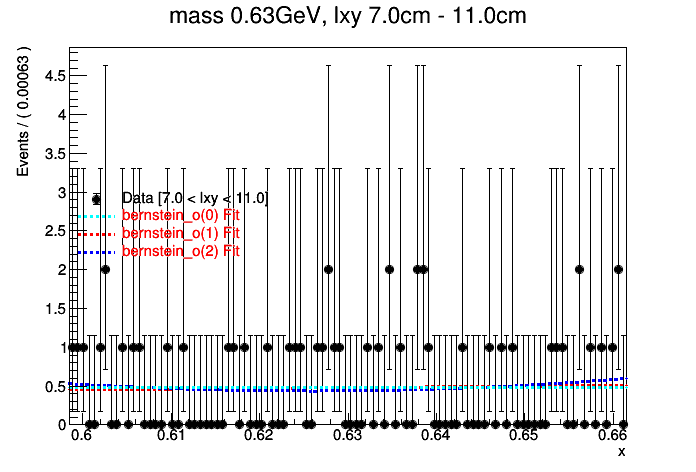 mass 0.63GeV, lxy 7.0cm - 11.0cm
Events / ( 0.00063 )
4.5
4
3.5
3
2.5
2
1.5
1
0.5
0
Data [7.0 < lxy < 11.0]
bernstein_o(0) Fit
bernstein_o(1) Fit
bernstein_o(2) Fit
0.6 0.61 0.62 0.63 0.64 0.65 0.66
x